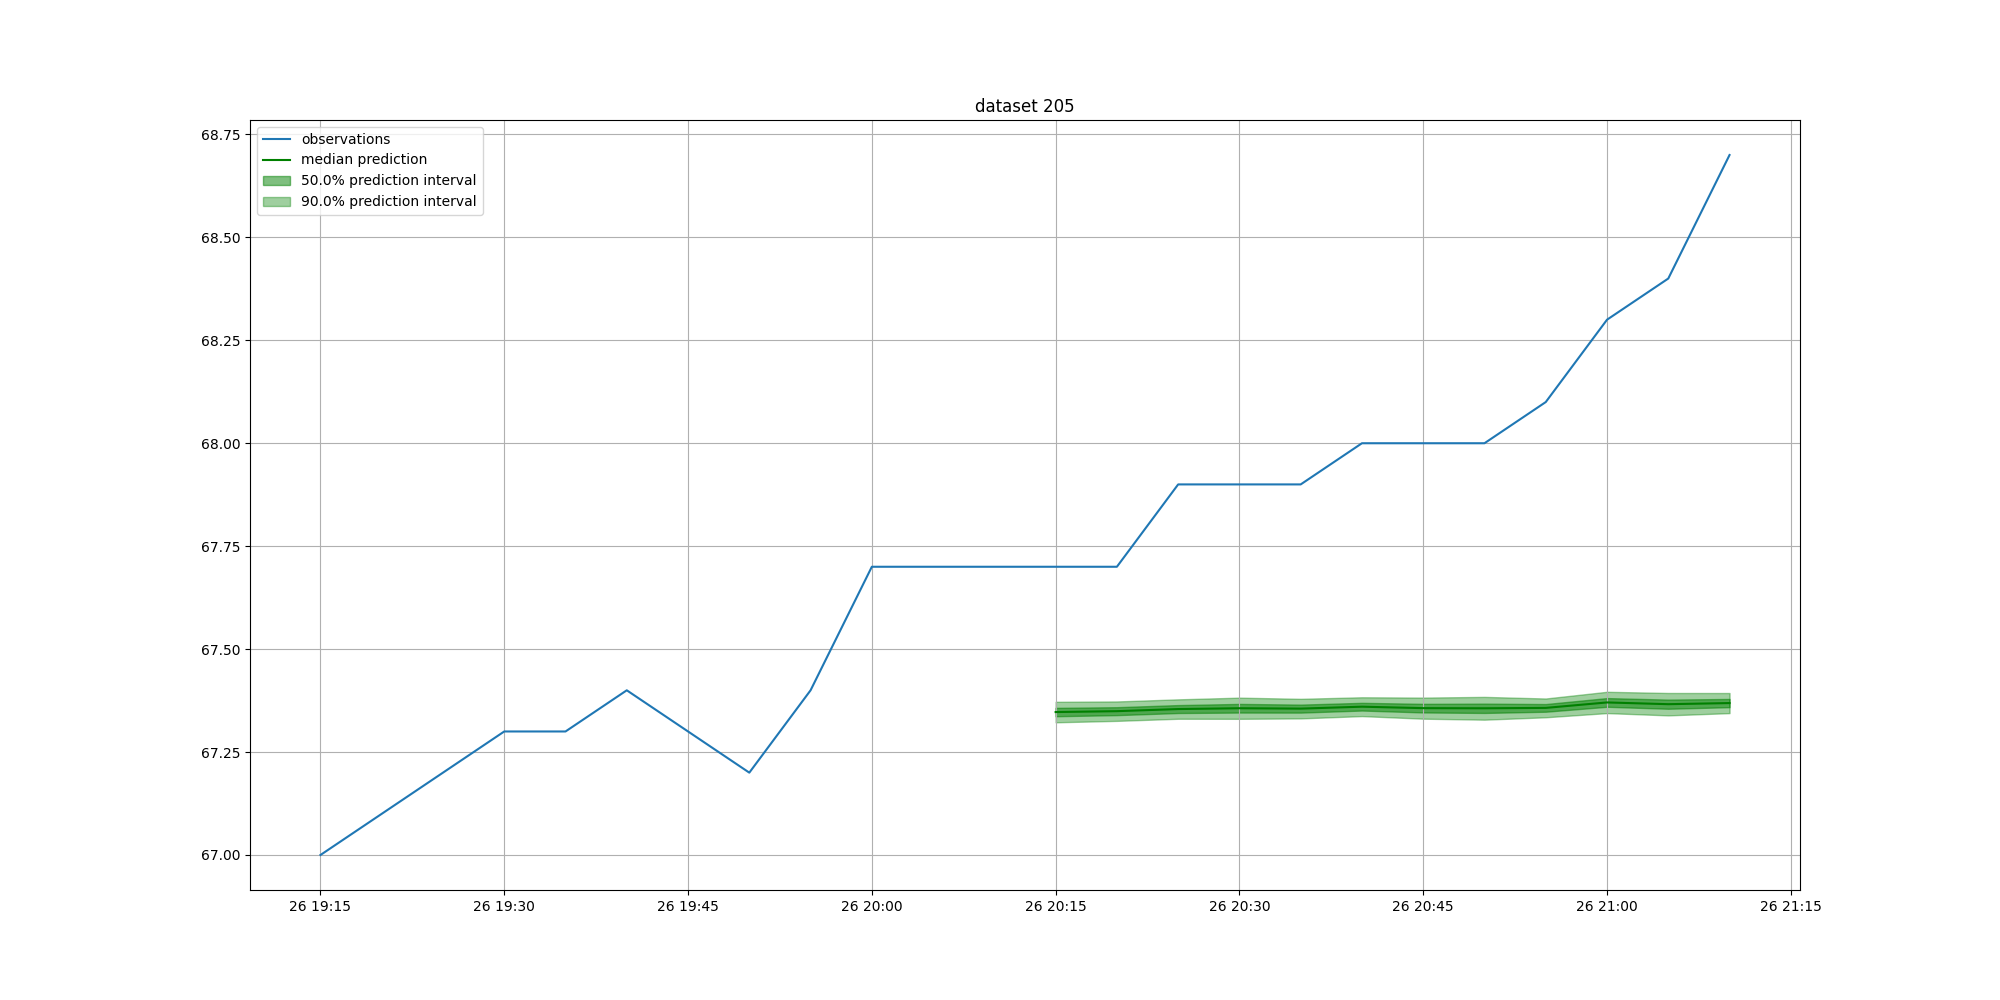 dataset 205
observations
median prediction
50.0% prediction interval
90.0% prediction interval
68.75
68.50
68.25
68.00
67.75
67.50
67.25
67.00
26 19:15 26 19:30 26 19:45 26 20:00 26 20:15 26 20:30 26 20:45 26 21:00 26 21:15